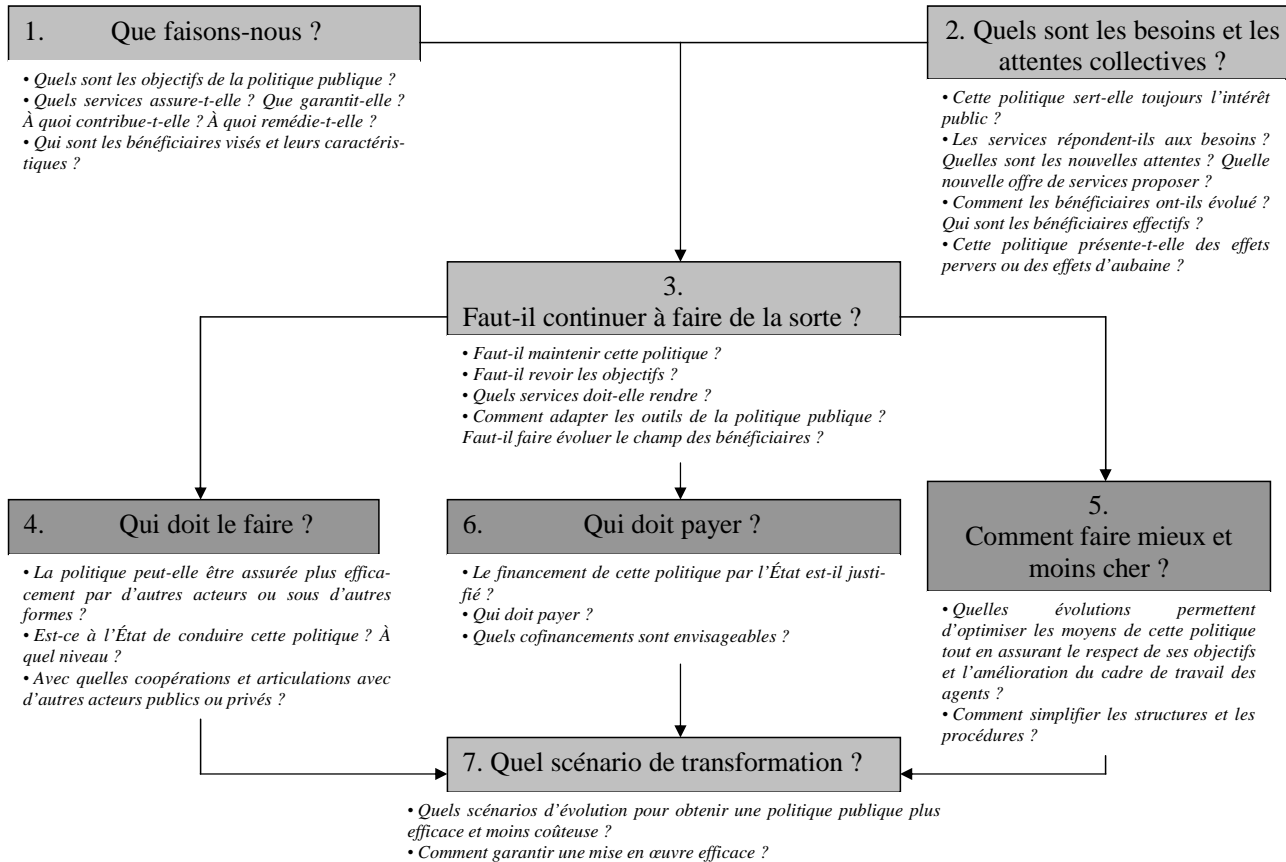 1. Que faisons-nous ?
• Quels sont les objectifs de la politique publique ?
• Quels services assure-t-elle ? Que garantit-elle ?
À quoi contribue-t-elle ? À quoi remédie-t-elle ?
• Qui sont les bénéficiaires visés et leurs caractéris-
tiques ?
2. Quels sont les besoins et les
attentes collectives ?
• Cette politique sert-elle toujours l’intérêt
public ?
• Les services répondent-ils aux besoins ?
Quelles sont les nouvelles attentes ? Quelle
nouvelle offre de services proposer ?
• Comment les bénéficiaires ont-ils évolué ?
Qui sont les bénéficiaires effectifs ?
• Cette politique présente-t-elle des effets
pervers ou des effets d’aubaine ?
3.
Faut-il continuer à faire de la sorte ?
• Faut-il maintenir cette politique ?
• Faut-il revoir les objectifs ?
• Quels services doit-elle rendre ?
• Comment adapter les outils de la politique publique ?
Faut-il faire évoluer le champ des bénéficiaires ?
4. Qui doit le faire ?
• La politique peut-elle être assurée plus effica-
cement par d’autres acteurs ou sous d’autres
formes ?
• Est-ce à l’État de conduire cette politique ? À
quel niveau ?
• Avec quelles coopérations et articulations avec
d’autres acteurs publics ou privés ?
6. Qui doit payer ?
• Le financement de cette politique par l’État est-il justi-
fié ?
• Qui doit payer ?
• Quels cofinancements sont envisageables ?
5.
Comment faire mieux et
moins cher ?
• Quelles évolutions permettent
d’optimiser les moyens de cette politique
tout en assurant le respect de ses objectifs
et l’amélioration du cadre de travail des
agents ?
• Comment simplifier les structures et les
procédures ?
7. Quel scénario de transformation ?
• Quels scénarios d’évolution pour obtenir une politique publique plus
efficace et moins coûteuse ?
• Comment garantir une mise en œuvre efficace ?